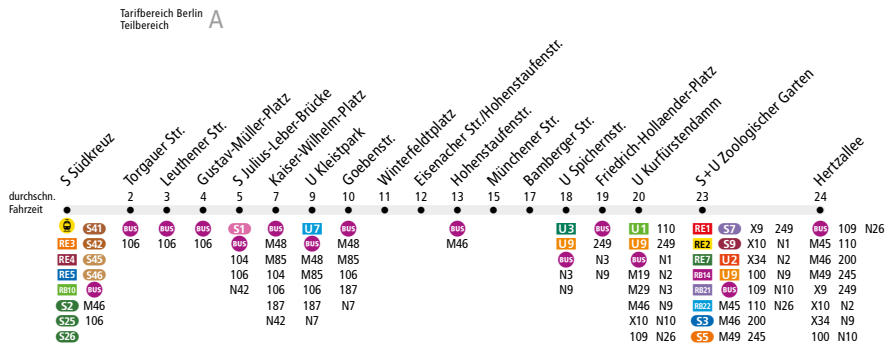 Tarifbereich Berlin
Teilbereich
A
S Südkreuz
Torgauer Str.
Leuthener Str.
Gustav-Müller-Platz
S Julius-Leber-Brücke
Kaiser-Wilhelm-Platz
U Kleistpark
Goebenstr.
Winterfeldtplatz
Eisenacher Str./Hohenstaufenstr.
Hohenstaufenstr.
Münchener Str.
Bamberger Str.
U Spichernstr.
Friedrich-Hollaender-Platz
U Kurfürstendamm
S+U Zoologischer Garten
Hertzallee
durchschn. 2 3 4 5 7 9 10 11 12 13 15 17 18 19 20 23 24
Fahrzeit
S41 BUS BUS BUS S1 BUS U7 BUS BUS U3 BUS U1 110 RE1 S7 X9 249 BUS 109 N26
RE3 S42 106 106 106 BUS M48 BUS M48 M46 U9 249 U9 249 RE2 S9 X10 N1 M45 110
RE4 S45 104 M85 M48 M85 BUS N3 BUS N1 RE7 U2 X34 N2 M46 200
RE5 S46 106 104 M85 106 N3 N9 M19 N2 RB14 U9 100 N9 M49 245
RB10 BUS N42 106 106 187 N9 M29 N3 RB21 BUS 109 N10 X9 249
S2 M46 187 187 N7 M46 N9 RB22 M45 110 N26 X10 N2
S25 106 N42 N7 X10 N10 S3 M46 200 X34 N9
S26 109 N26 S5 M49 245 100 N10